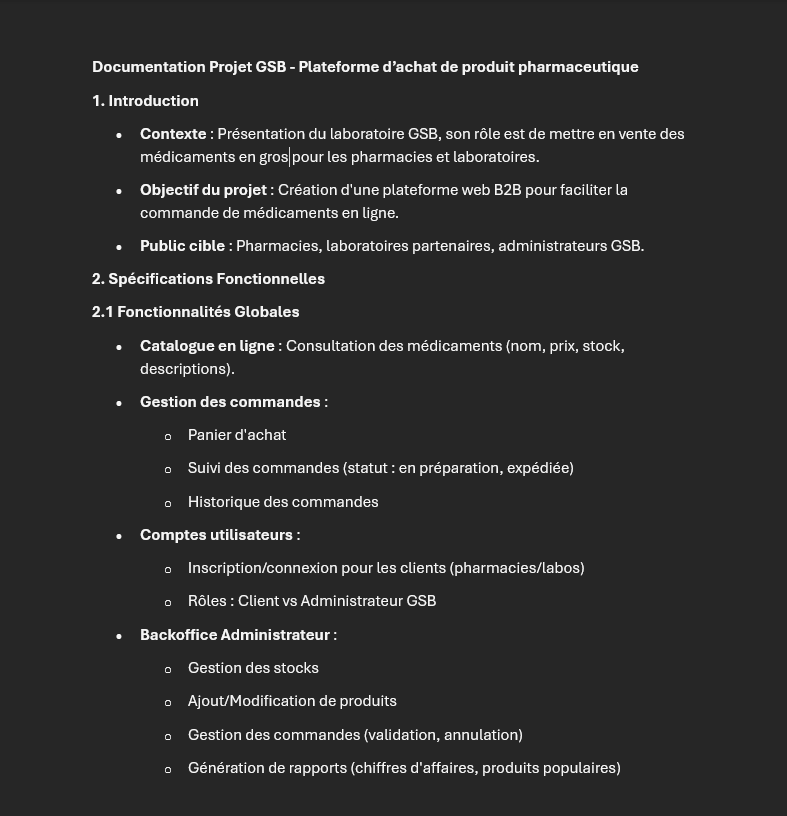 Documentation Projet GSB - Plateforme d’achat de produit pharmaceutique
1. Introduction
• Contexte : Présentation du laboratoire GSB, son rôle est de mettre en vente des
médicaments en gros pour les pharmacies et laboratoires.
• Objectif du projet : Création d'une plateforme web B2B pour faciliter la
commande de médicaments en ligne.
• Public cible : Pharmacies, laboratoires partenaires, administrateurs GSB.
2. Spécifications Fonctionnelles
2.1 Fonctionnalités Globales
• Catalogue en ligne : Consultation des médicaments (nom, prix, stock,
descriptions).
• Gestion des commandes :
o Panier d'achat
o Suivi des commandes (statut : en préparation, expédiée)
o Historique des commandes
• Comptes utilisateurs :
o Inscription/connexion pour les clients (pharmacies/labos)
o Rôles : Client vs Administrateur GSB
• Backoffice Administrateur :
o Gestion des stocks
o Ajout/Modification de produits
o Gestion des commandes (validation, annulation)
o Génération de rapports (chiffres d'affaires, produits populaires)